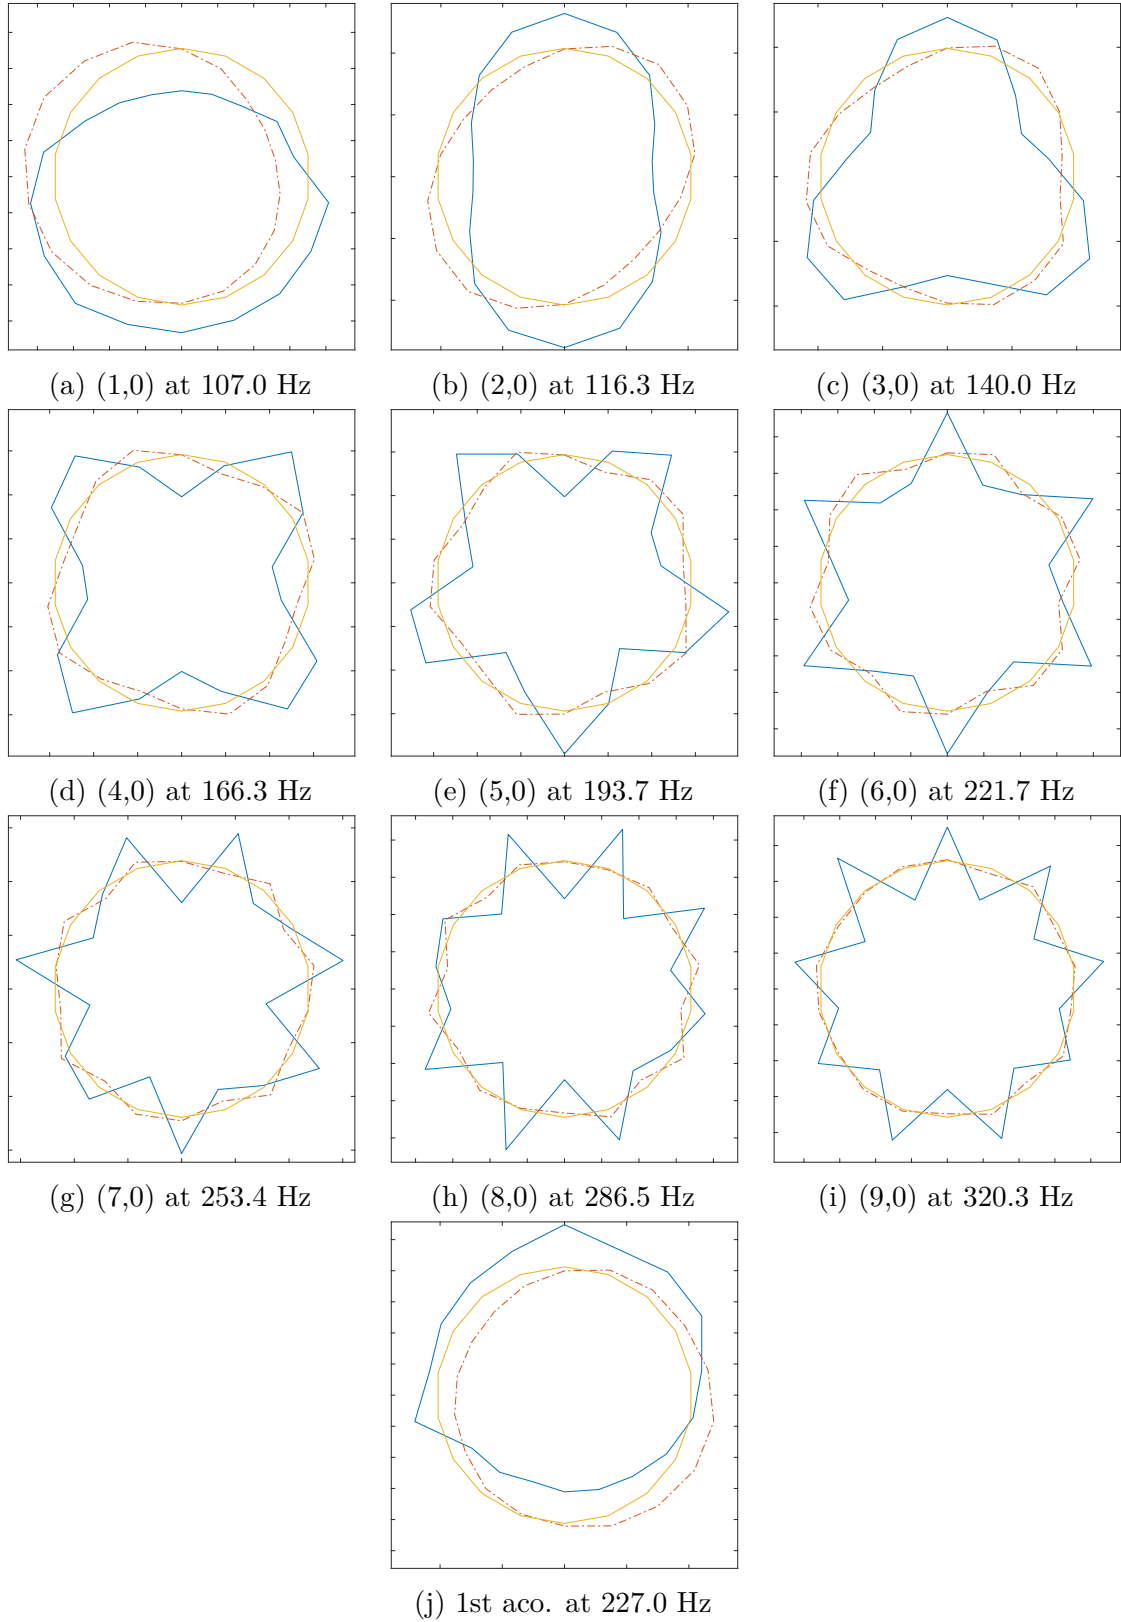 (a) (1,0) at 107.0 Hz
(b) (2,0) at 116.3 Hz
(c) (3,0) at 140.0 Hz
(d) (4,0) at 166.3 Hz
(e) (5,0) at 193.7 Hz
(f) (6,0) at 221.7 Hz
(g) (7,0) at 253.4 Hz
(h) (8,0) at 286.5 Hz
(i) (9,0) at 320.3 Hz
(j) 1st aco. at 227.0 Hz